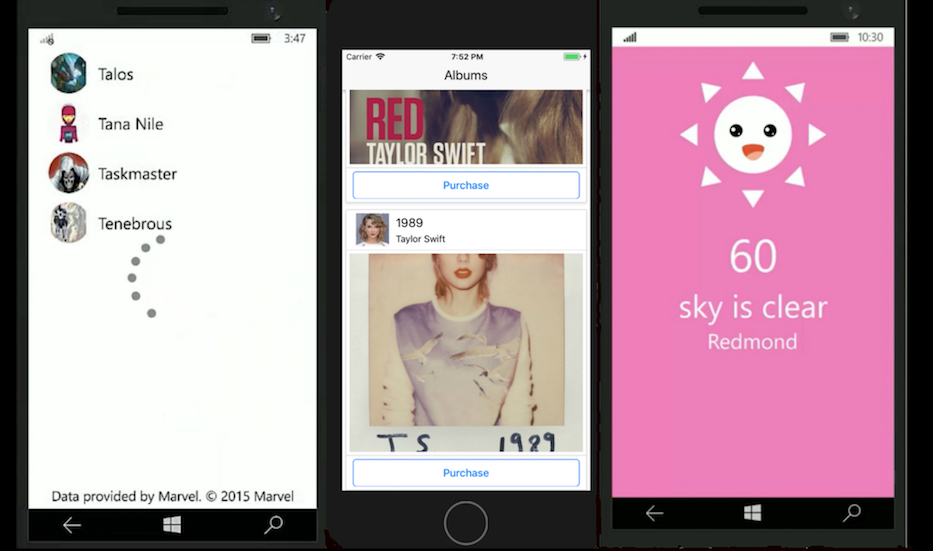 3:47
Talos
Tana Nile
Taskmaster
Tenebrous
Data provided by Marvel. © 2015 Marvel
Carrier 7:52 PM
Albums
RED
TAYLOR SWIFT
Purchase
1989
Taylor Swift
T S 1989
Purchase
10:30
60
sky is clear
Redmond